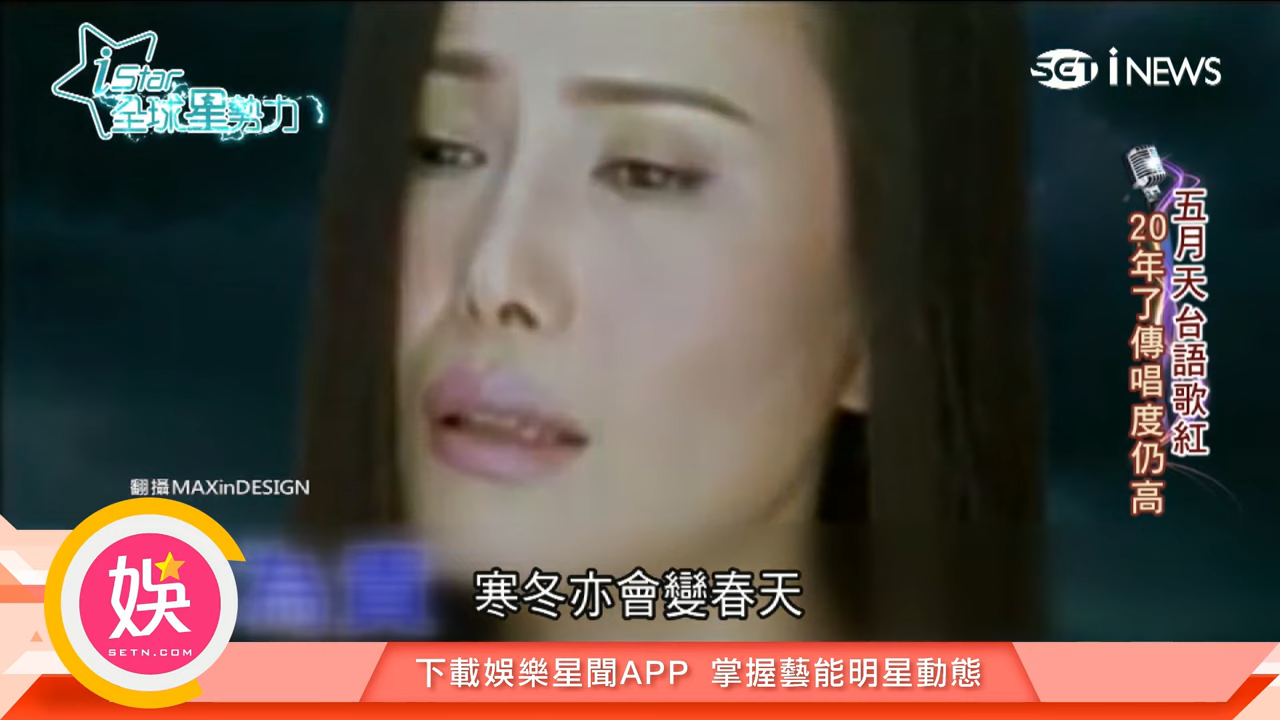 iStar
全球星勢力
SET iNEWS
五月天台語歌紅
20年了傳唱度仍高
翻攝MAXinDESIGN
寒冬亦會變春天
娛
SETN.COM
下載娛樂星聞APP 掌握藝能明星動態